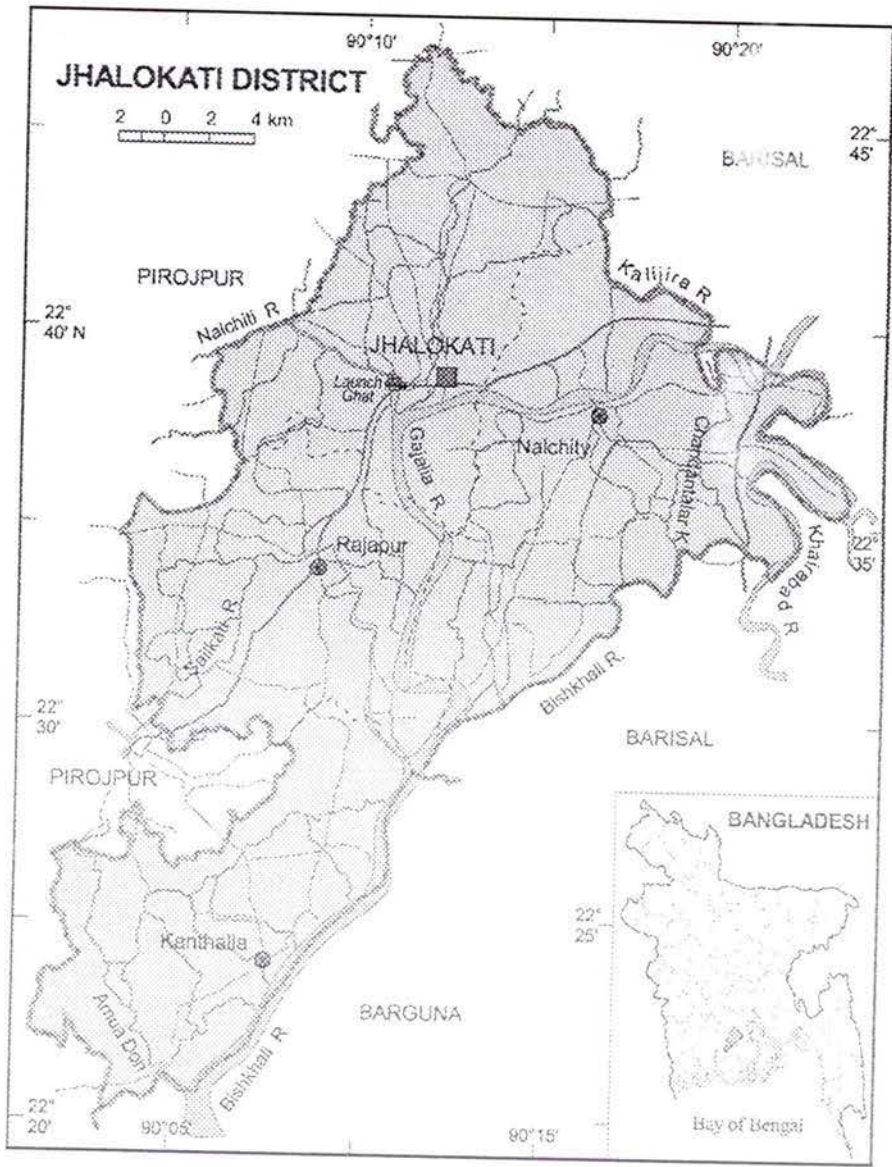 90°10'
90°20'
JHALOKATI DISTRICT
2 0 2 4 km
22°
45'
BARISAL
PIROJPUR
Kalijira R
22°
40' N
Nalchiti R
JHALOKATI
Launch
Ghat
Nalchity
Gajalia R
Khairabad R
Rajapur
22°
35'
R
22°
30'
Bishkhali R.
BARISAL
PIROJPUR
BANGLADESH
22°
25'
Kanthalia
BARGUNA
Amua Don
Bishkhali R
Bay of Bengal
22°
20'
90°05'
90°15'